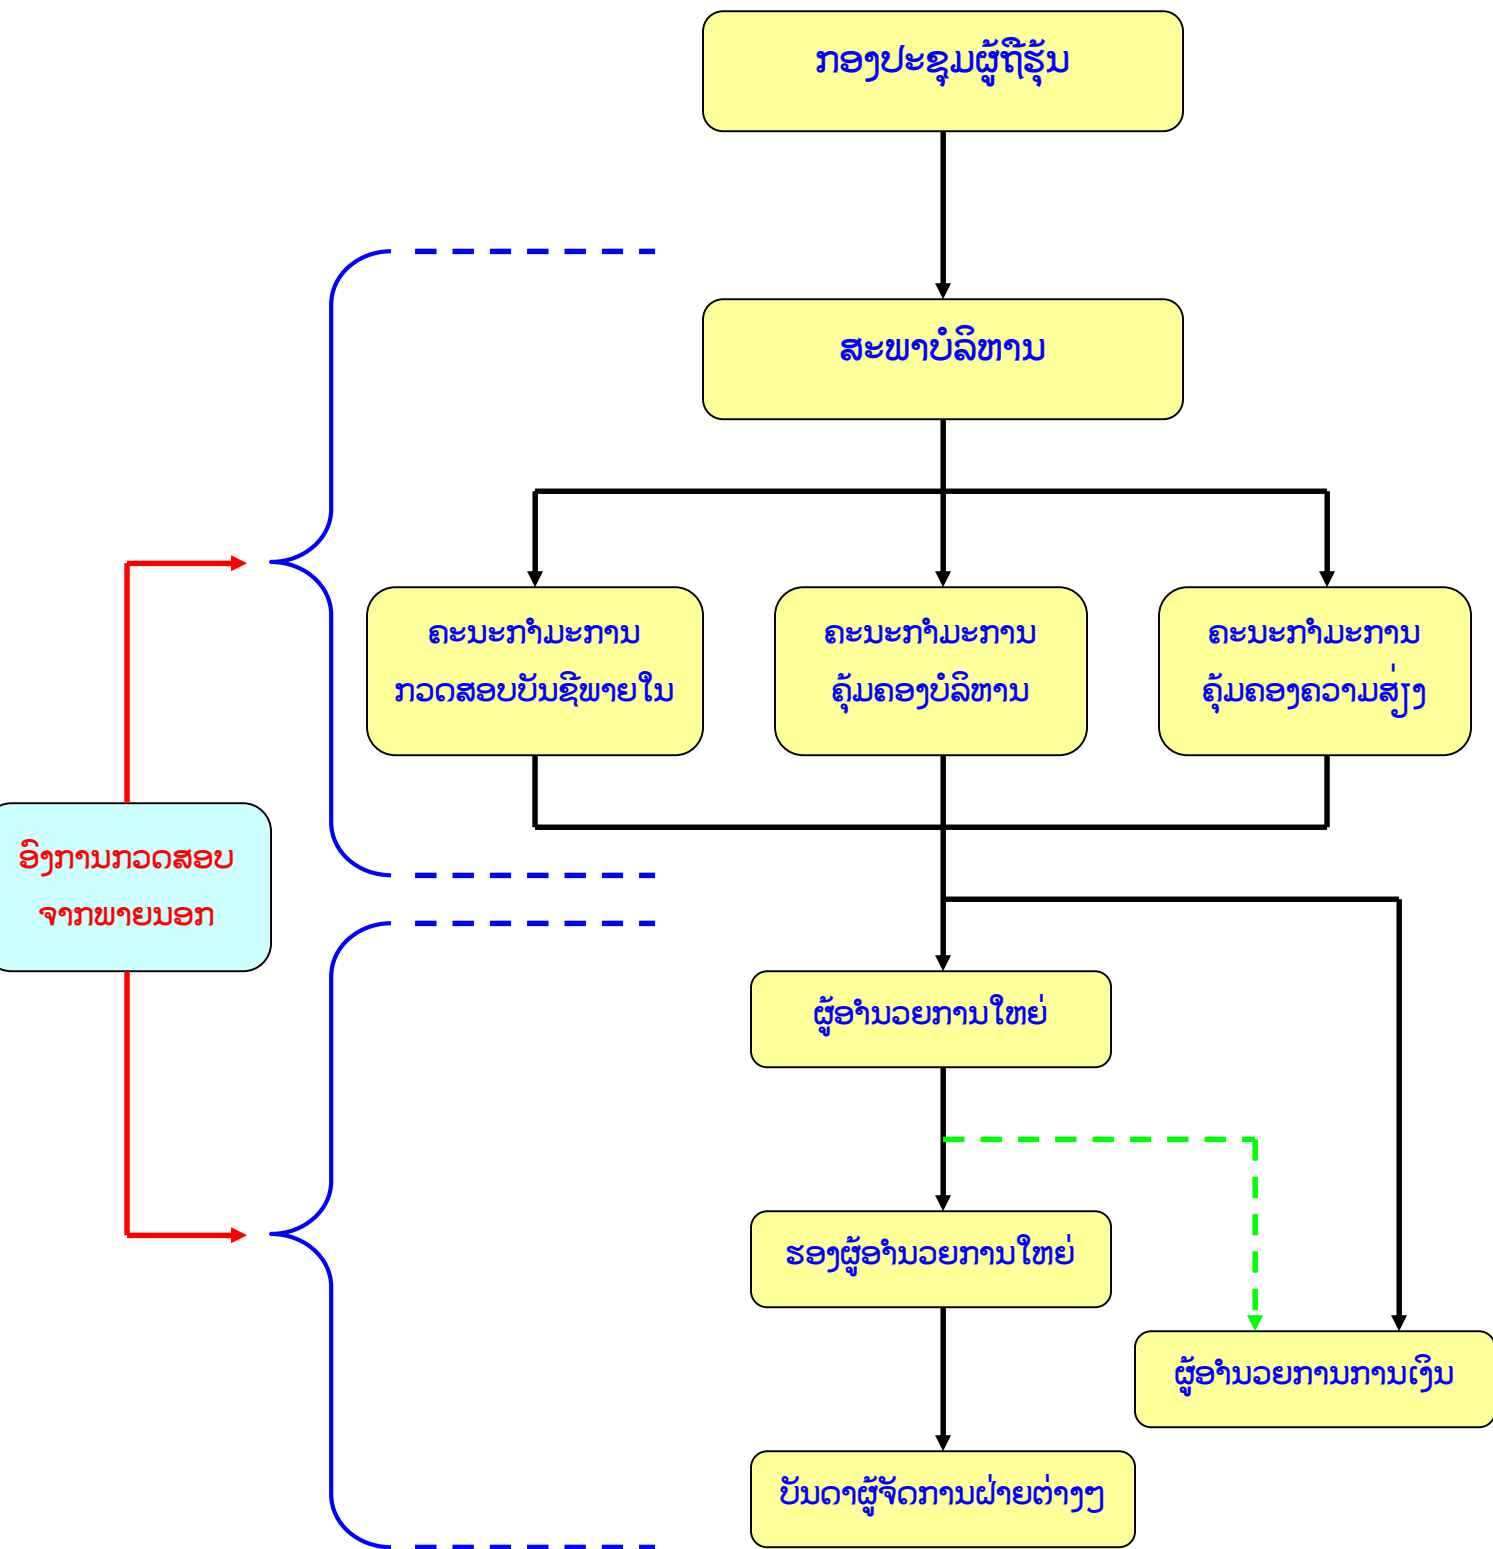 ກອງປະຊຸມຜູ້ຖືຮຸ້ນ
ສະພາບໍລິຫານ
ຄະນະກຳມະການ
ກວດສອບບັນຊີພາຍໃນ
ຄະນະກຳມະການ
ຄຸ້ມຄອງບໍລິຫານ
ຄະນະກຳມະການ
ຄຸ້ມຄອງຄວາມສ່ຽງ
ອົງການກວດສອບ
ຈາກພາຍນອກ
ຜູ້ອຳນວຍການໃຫຍ່
ຮອງຜູ້ອຳນວຍການໃຫຍ່
ຜູ້ອຳນວຍການການເງິນ
ບັນດາຜູ້ຈັດການຝ່າຍຕ່າງໆ